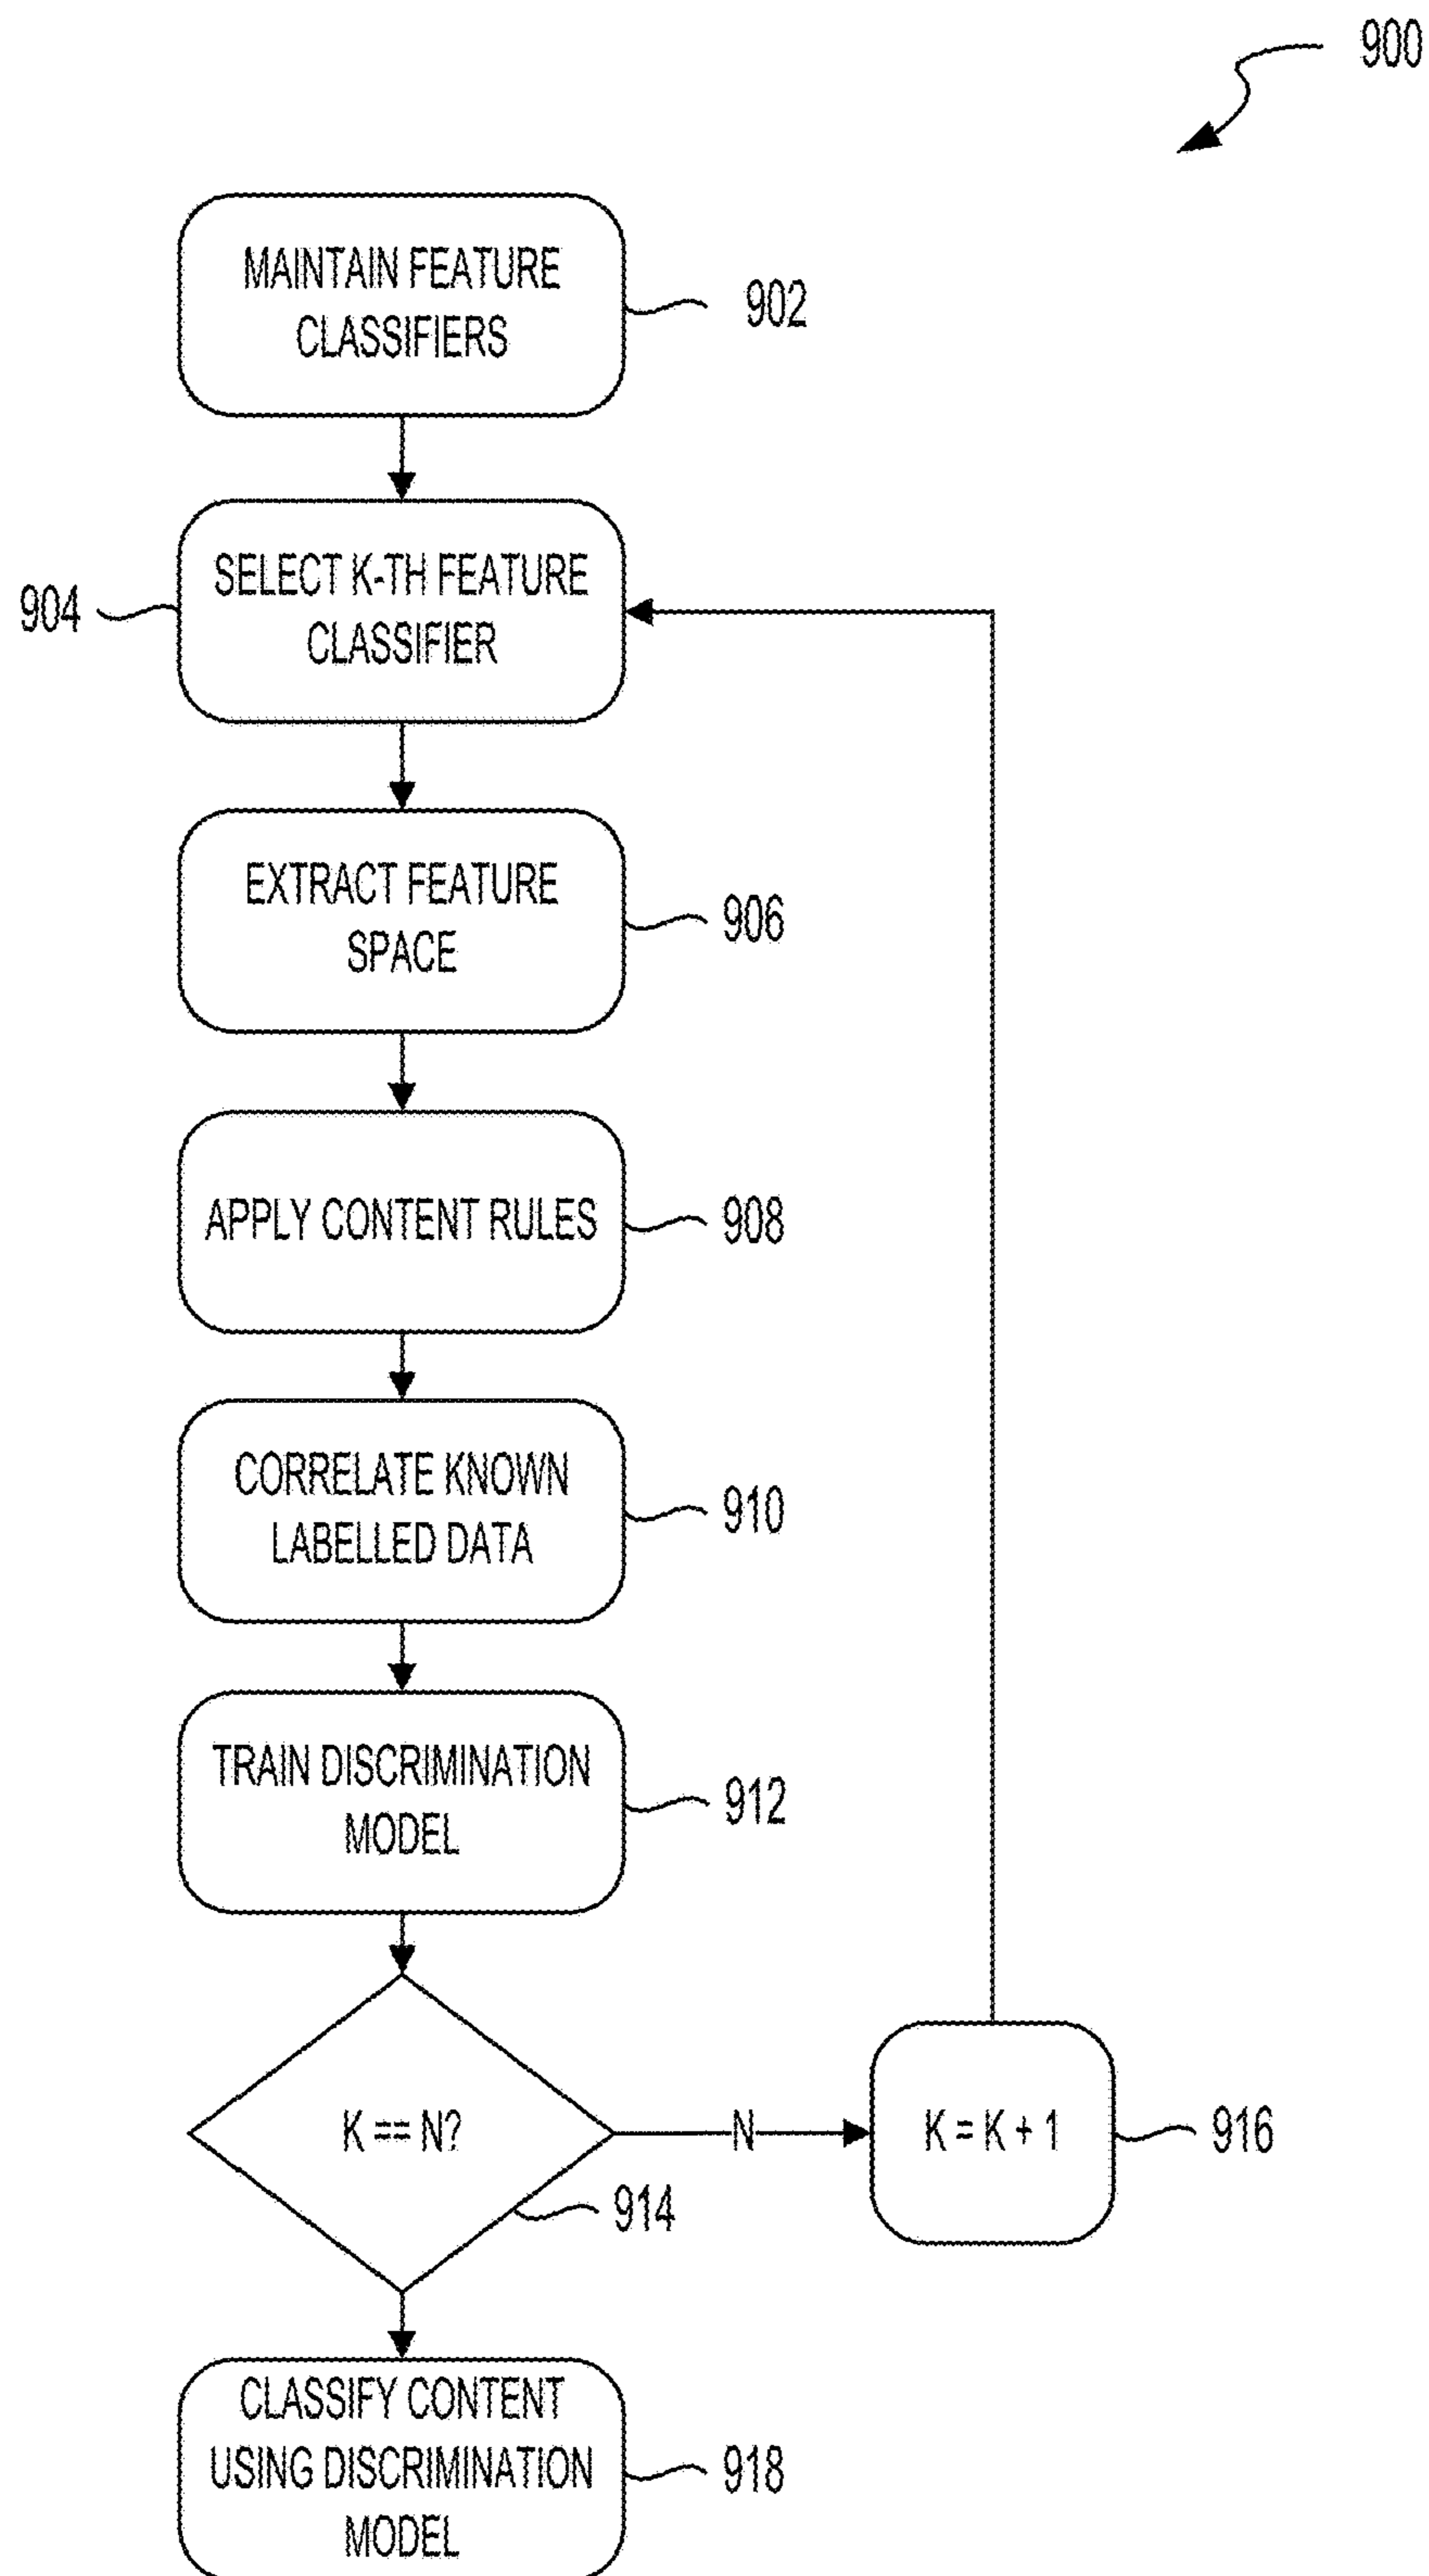 900
MAINTAIN FEATURE
CLASSIFIERS
902
SELECT K-TH FEATURE
CLASSIFIER
904
EXTRACT FEATURE
SPACE
906
APPLY CONTENT RULES
908
CORRELATE KNOWN
LABELLED DATA
910
TRAIN DISCRIMINATION
MODEL
912
K == N?
914
N
K = K + 1
916
CLASSIFY CONTENT
USING DISCRIMINATION
MODEL
918